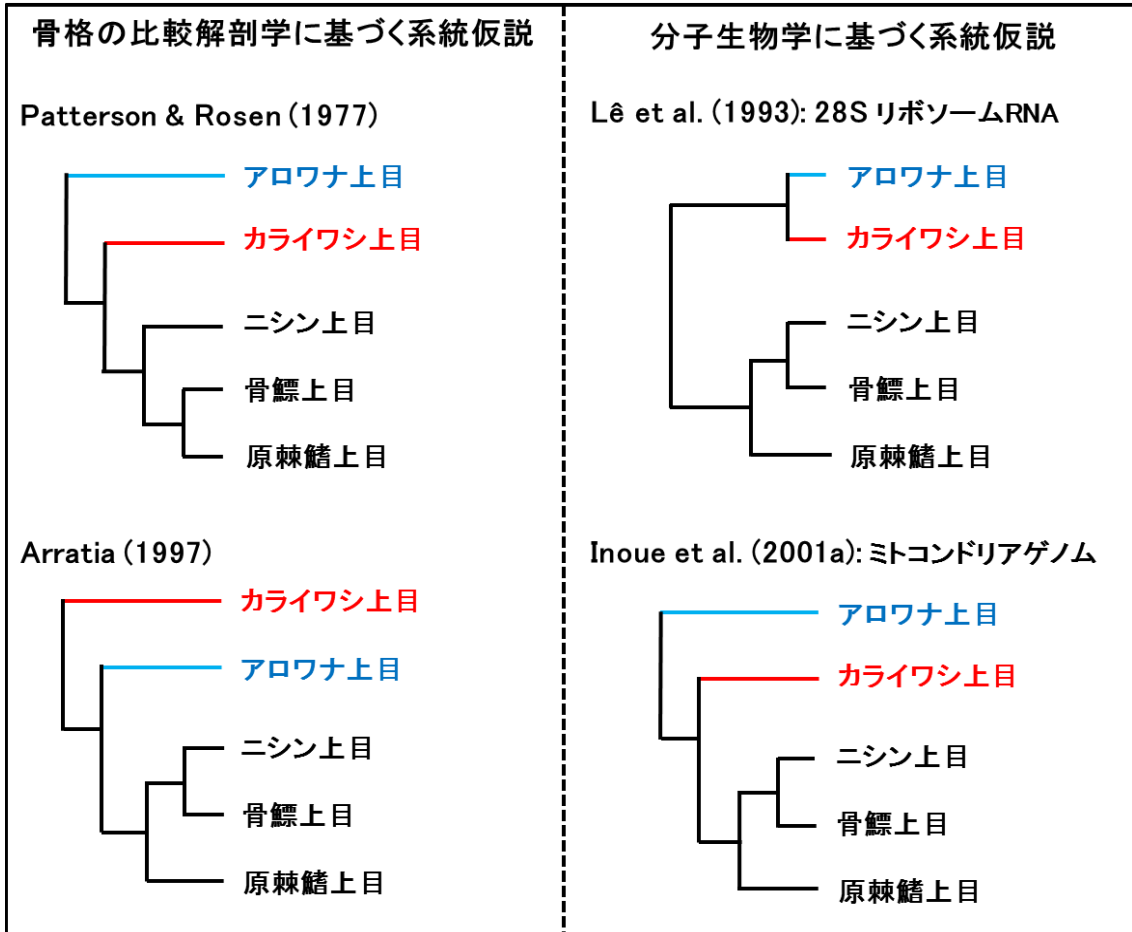 骨格の比較解剖学に基づく系統仮説
Patterson & Rosen (1977)
アロワナ上目
カライワシ上目
ニシン上目
骨鰾上目
原棘鰭上目
Arratia (1997)
カライワシ上目
アロワナ上目
ニシン上目
骨鰾上目
原棘鰭上目
分子生物学に基づく系統仮説
Lê et al. (1993): 28S リボソームRNA
アロワナ上目
カライワシ上目
ニシン上目
骨鰾上目
原棘鰭上目
Inoue et al. (2001a): ミトコンドリアゲノム
アロワナ上目
カライワシ上目
ニシン上目
骨鰾上目
原棘鰭上目